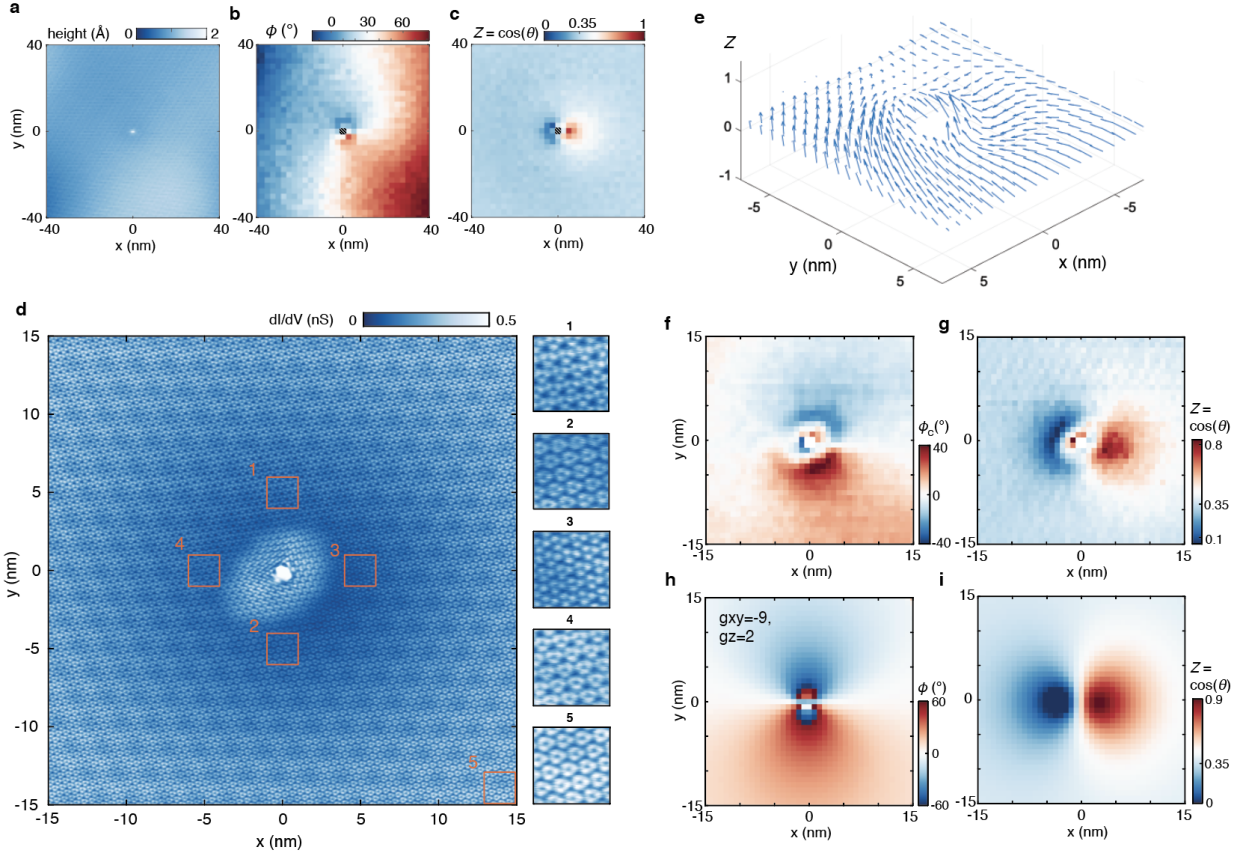 a
height (Å) 0 2
40
0
-40
y (nm)
-40 0 40
x (nm)
b
ϕ (°) 0 30 60
40
0
-40
-40 0 40
x (nm)
c
Z = cos(θ) 0 0.35 1
40
0
-40
-40 0 40
x (nm)
e
Z
1
0
-1
-5
0
5
y (nm)
-5
0
5
x (nm)
d
dI/dV (nS) 0 0.5
15
10
5
0
-5
-10
-15
y (nm)
-15 -10 -5 0 5 10 15
x (nm)
1
2
3
4
5
1
2
3
4
5
f
15
0
-15
y (nm)
-15 0 15
x (nm)
ϕc(°)
40
0
-40
g
15
0
-15
-15 0 15
x (nm)
Z =
cos(θ)
0.8
0.35
0.1
h
gxy=-9,
gz=2
15
0
-15
y (nm)
-15 0 15
x (nm)
ϕ (°)
60
0
-60
i
15
0
-15
-15 0 15
x (nm)
Z =
cos(θ)
0.9
0.35
0